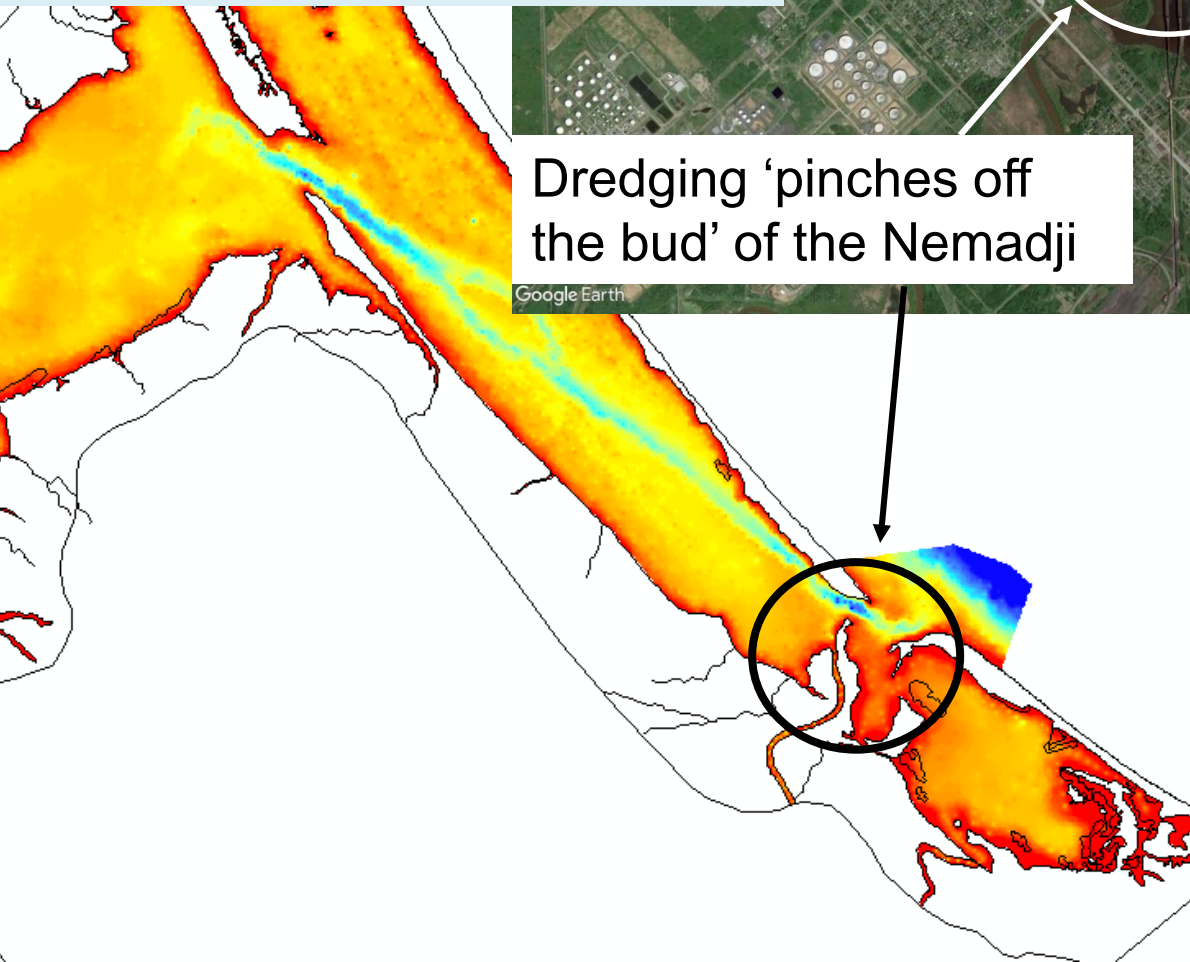 Dredging ‘pinches off
the bud’ of the Nemadji
Google Earth